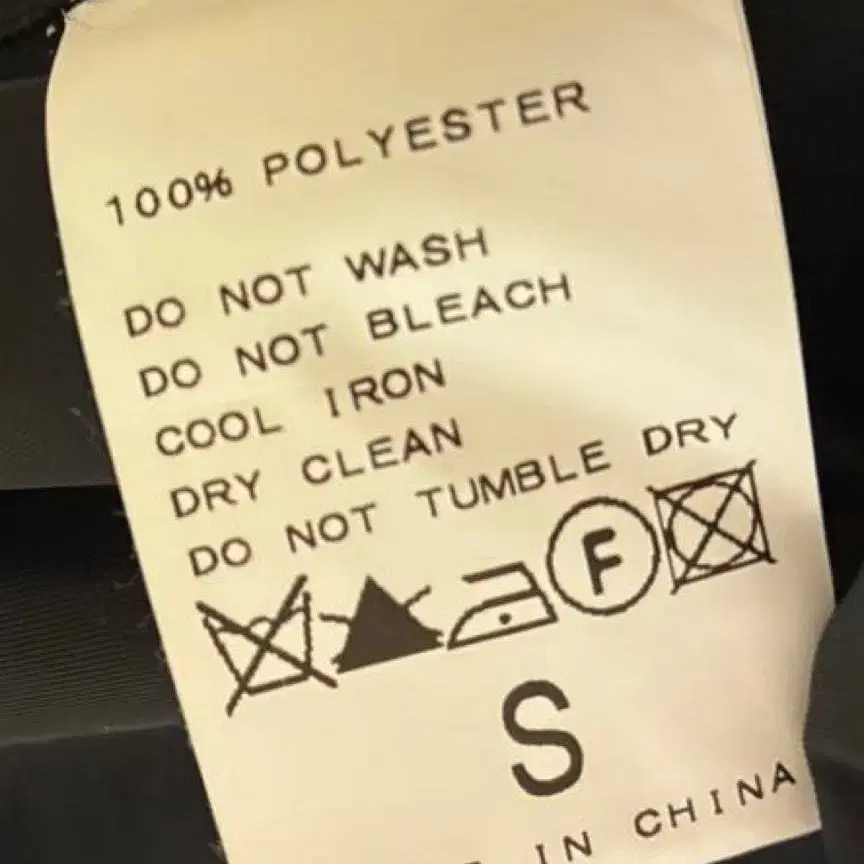 100% POLYESTER
DO NOT WASH
DO NOT BLEACH
COOL IRON
DRY CLEAN
DO NOT TUMBLE DRY
F
S
IN CHINA